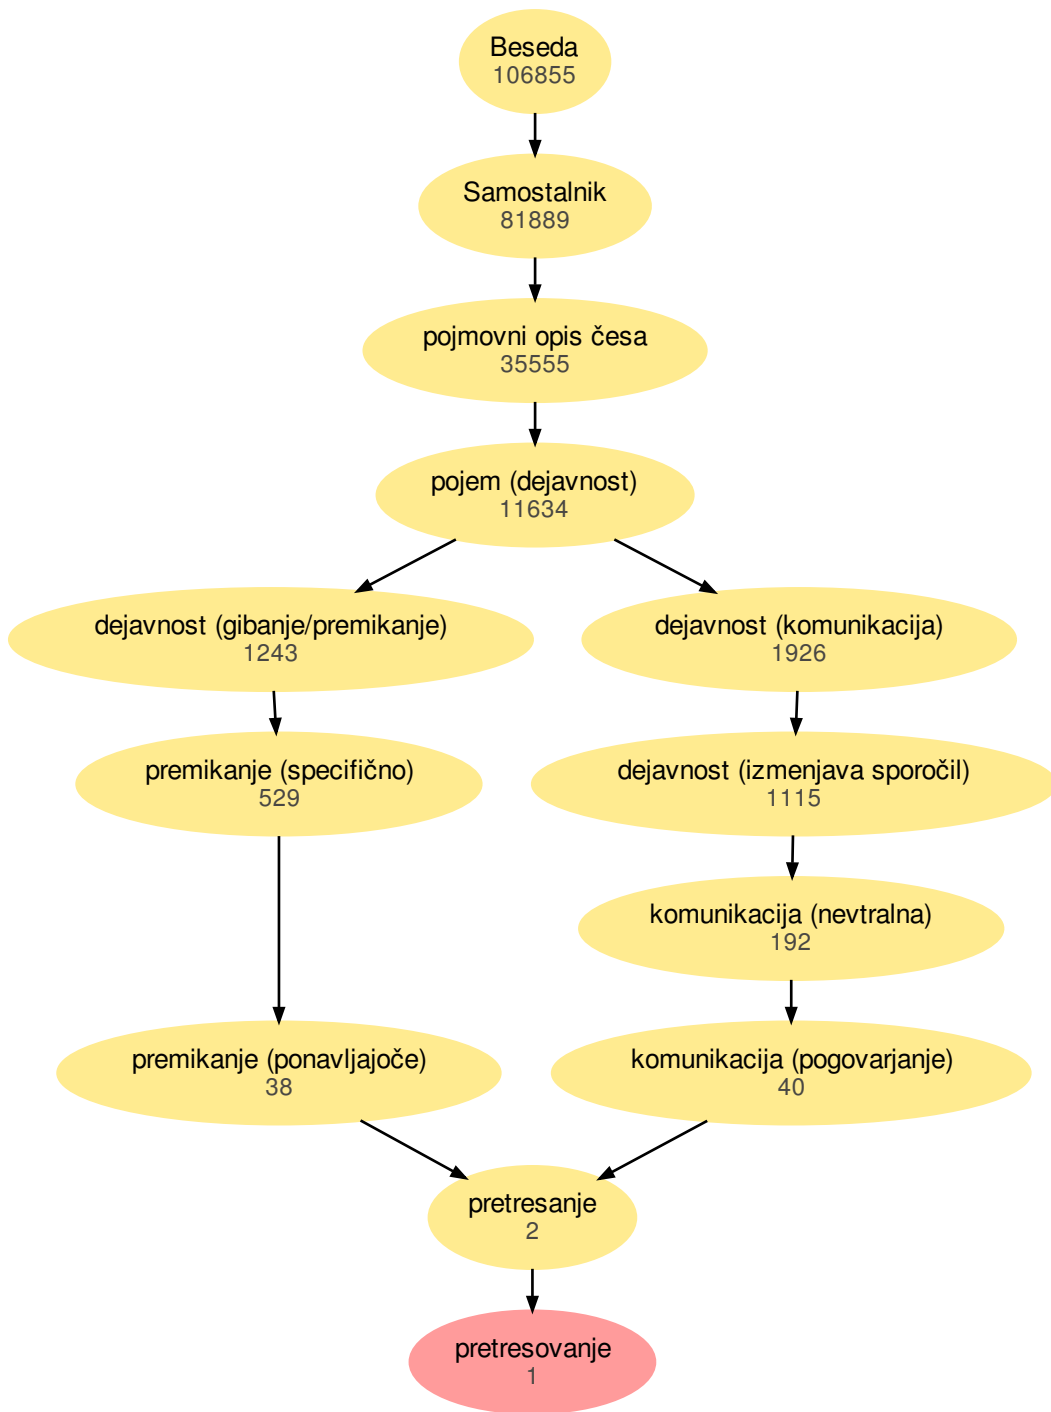 Beseda
106855
Samostalnik
81889
pojmovni opis česa
35555
pojem (dejavnost)
11634
dejavnost (gibanje/premikanje)
1243
dejavnost (komunikacija)
1926
premikanje (specifično)
529
dejavnost (izmenjava sporočil)
1115
komunikacija (nevtralna)
192
premikanje (ponavljajoče)
38
komunikacija (pogovarjanje)
40
pretresanje
2
pretresovanje
1